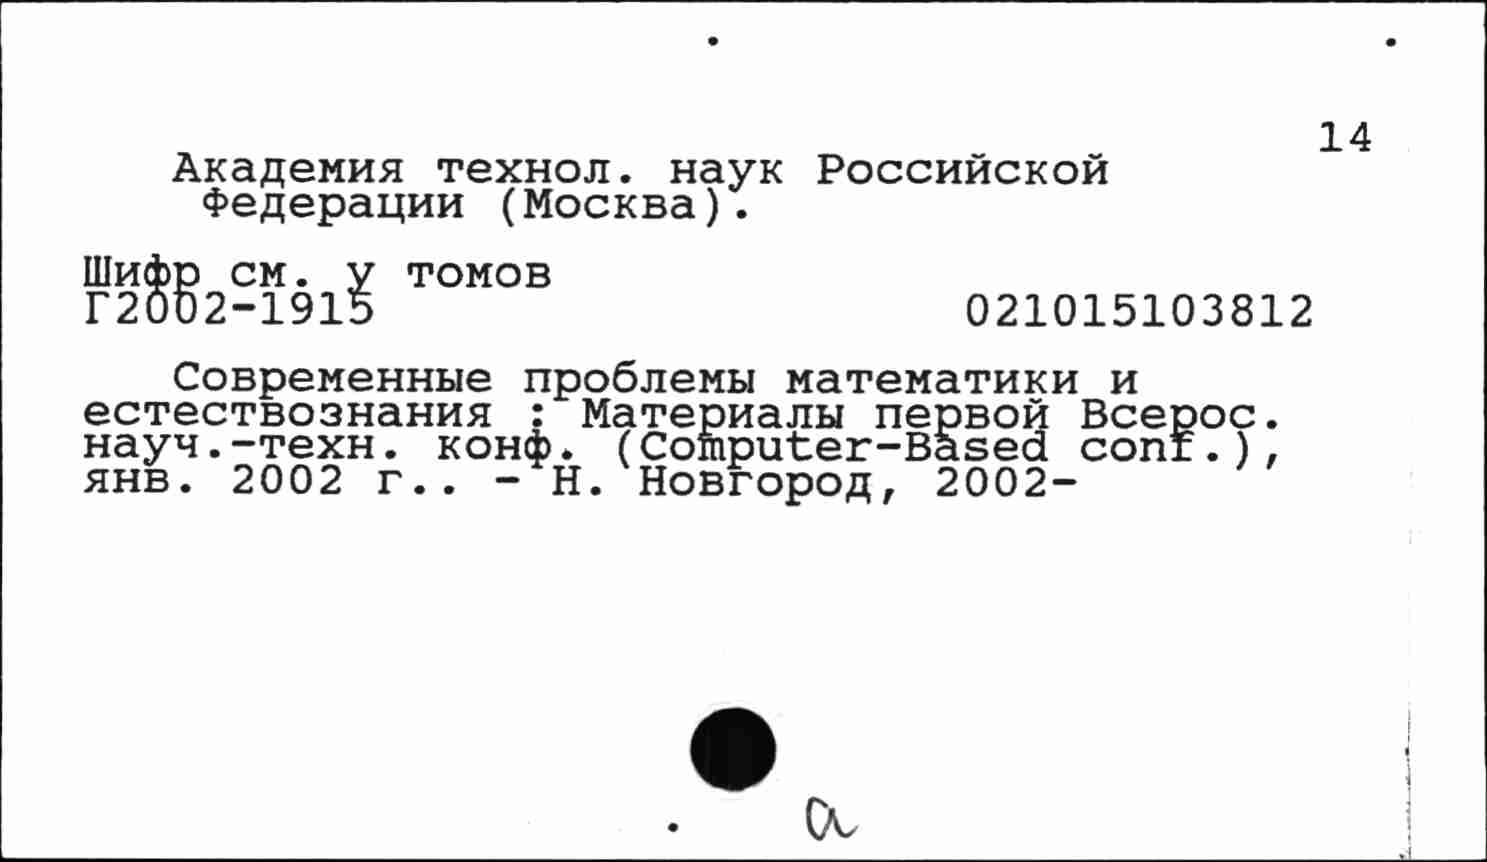 14
Академия технол. наук Российской
Федерации (Москва).
Шифр см. у томов
Г2002-1915 021015103812
Современные проблемы математики и
естествознания : Материалы первой Всерос.
науч.-техн. конф. (Computer-Based conf.),
янв. 2002 г.. - Н. Новгород, 2002-
а